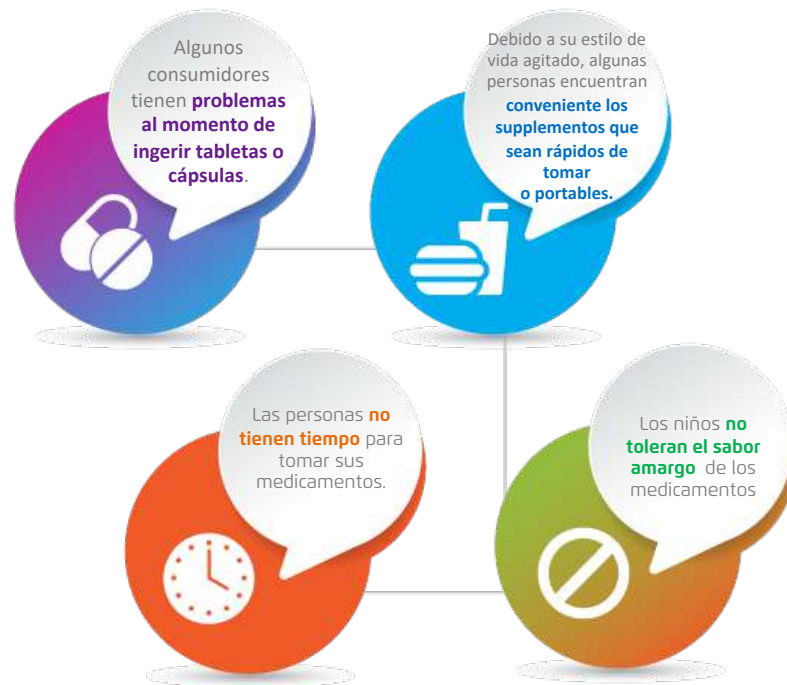 Algunos
consumidores
tienen problemas
al momento de
ingerir tabletas o
cápsulas.
Debido a su estilo de
vida agitado, algunas
personas encuentran
conveniente los
supplementos que
sean rápidos de
tomar
o portables.
Las personas no
tienen tiempo para
tomar sus
medicamentos.
Los niños no
toleran el sabor
amargo de los
medicamentos